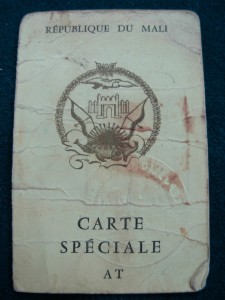 RÉPUBLIQUE DU MALI
CARTE
SPÉCIALE
AT